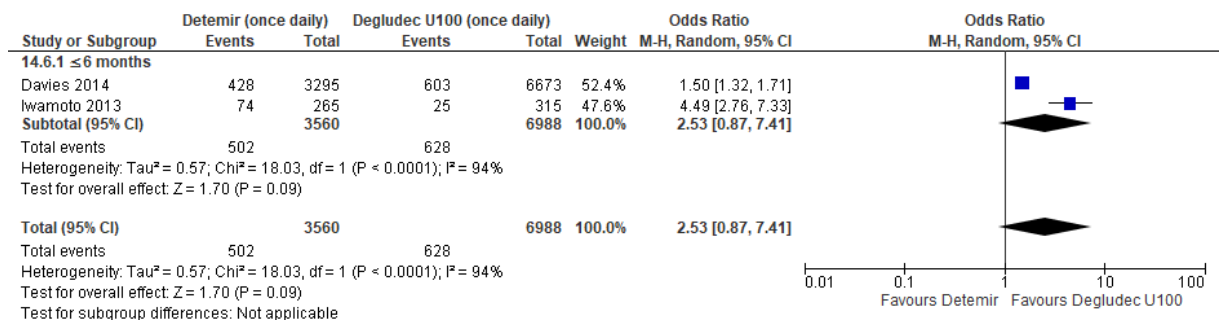 Detemir (once daily) Degludec U100 (once daily) Odds Ratio Odds Ratio
Study or Subgroup Events Total Events Total Weight M-H, Random, 95% CI M-H, Random, 95% CI
14.6.1 ≤6 months
Davies 2014 428 3295 603 6673 52.4% 1.50 [1.32, 1.71]
Iwamoto 2013 74 265 25 315 47.6% 4.49 [2.76, 7.33]
Subtotal (95% CI) 3560 6988 100.0% 2.53 [0.87, 7.41]
Total events 502 628
Heterogeneity: Tau² = 0.57; Chi² = 18.03, df = 1 (P < 0.0001); I² = 94%
Test for overall effect: Z = 1.70 (P = 0.09)
Total (95% CI) 3560 6988 100.0% 2.53 [0.87, 7.41]
Total events 502 628
Heterogeneity: Tau² = 0.57; Chi² = 18.03, df = 1 (P < 0.0001); I² = 94%
Test for overall effect: Z = 1.70 (P = 0.09)
Test for subgroup differences: Not applicable
0.01 0.1 1 10 100
Favours Detemir Favours Degludec U100